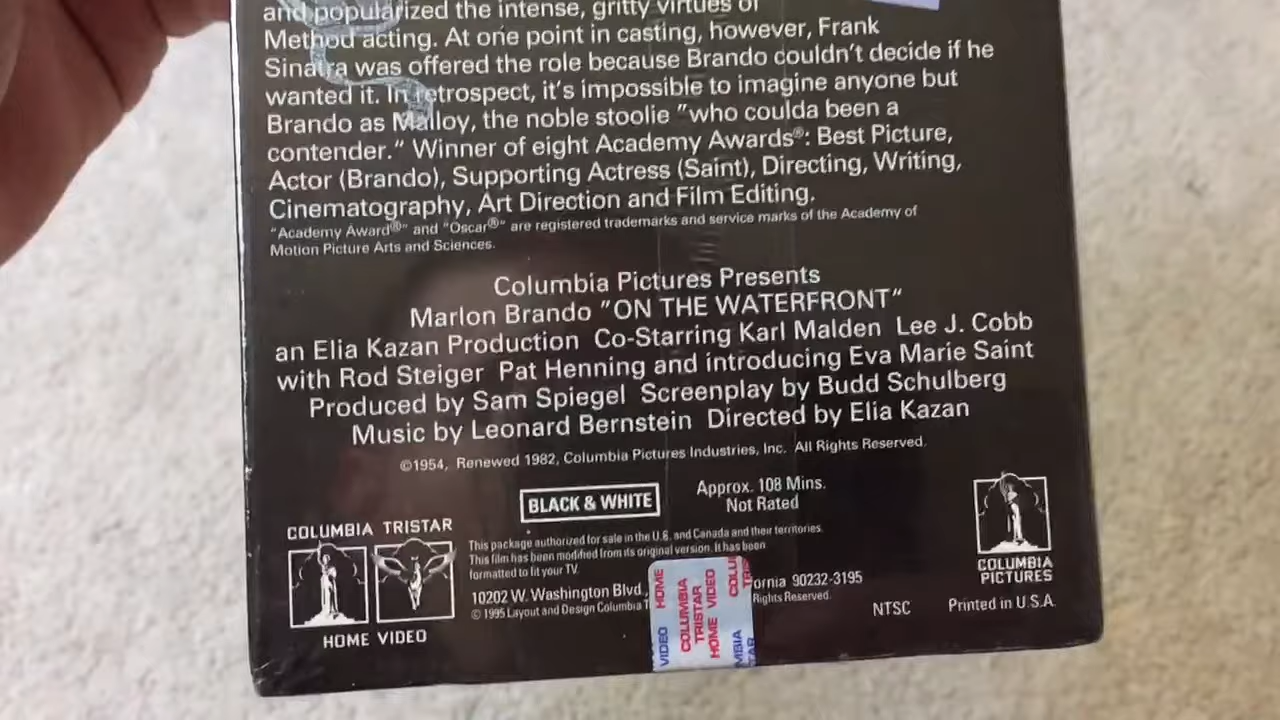 and popularized the intense, gritty virtues of
Method acting. At one point in casting, however, Frank
Sinatra was offered the role because Brando couldn't decide if he
wanted it. In retrospect, it's impossible to imagine anyone but
Brando as Malloy, the noble stoolie "who coulda been a
contender." Winner of eight Academy Awards®: Best Picture,
Actor (Brando), Supporting Actress (Saint), Directing, Writing,
Cinematography, Art Direction and Film Editing.
"Academy Award®" and "Oscar®" are registered trademarks and service marks of the Academy of
Motion Picture Arts and Sciences.
Columbia Pictures Presents
Marlon Brando "ON THE WATERFRONT"
an Elia Kazan Production Co-Starring Karl Malden Lee J. Cobb
with Rod Steiger Pat Henning and introducing Eva Marie Saint
Produced by Sam Spiegel Screenplay by Budd Schulberg
Music by Leonard Bernstein Directed by Elia Kazan
©1954, Renewed 1982, Columbia Pictures Industries, Inc. All Rights Reserved.
BLACK & WHITE
Approx. 108 Mins.
Not Rated
COLUMBIA TRISTAR
HOME VIDEO
This package authorized for sale in the U.S. and Canada and their territories.
This film has been modified from its original version. It has been
formatted to fit your TV.
10202 W. Washington Blvd., ornia 90232-3195
© 1995 Layout and Design Columbia T Rights Reserved.
VIDEO HOME
COLUMBIA
TRISTAR
HOME VIDEO
COLU
TRIS
MBIA
TAR
NTSC
Printed in U.S.A.
COLUMBIA
PICTURES